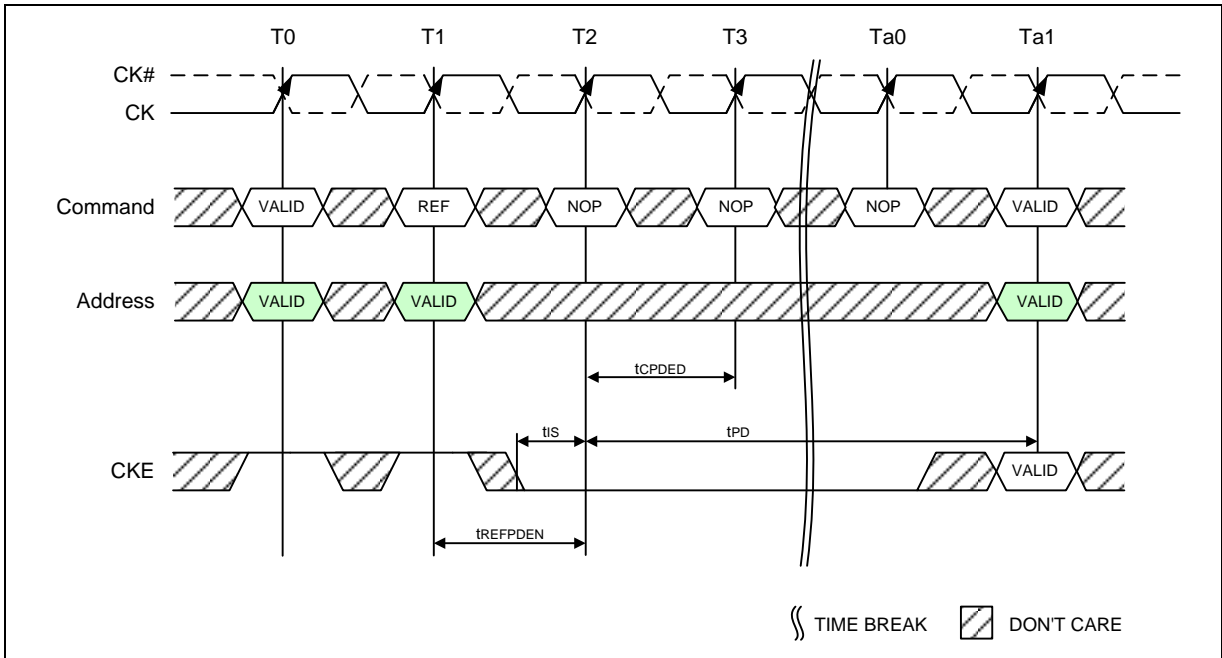 T0 T1 T2 T3 Ta0 Ta1
CK#
CK
Command VALID REF NOP NOP NOP VALID
Address VALID VALID VALID
tCPDED
tIS tPD
CKE VALID
tREFPDEN
TIME BREAK DON'T CARE